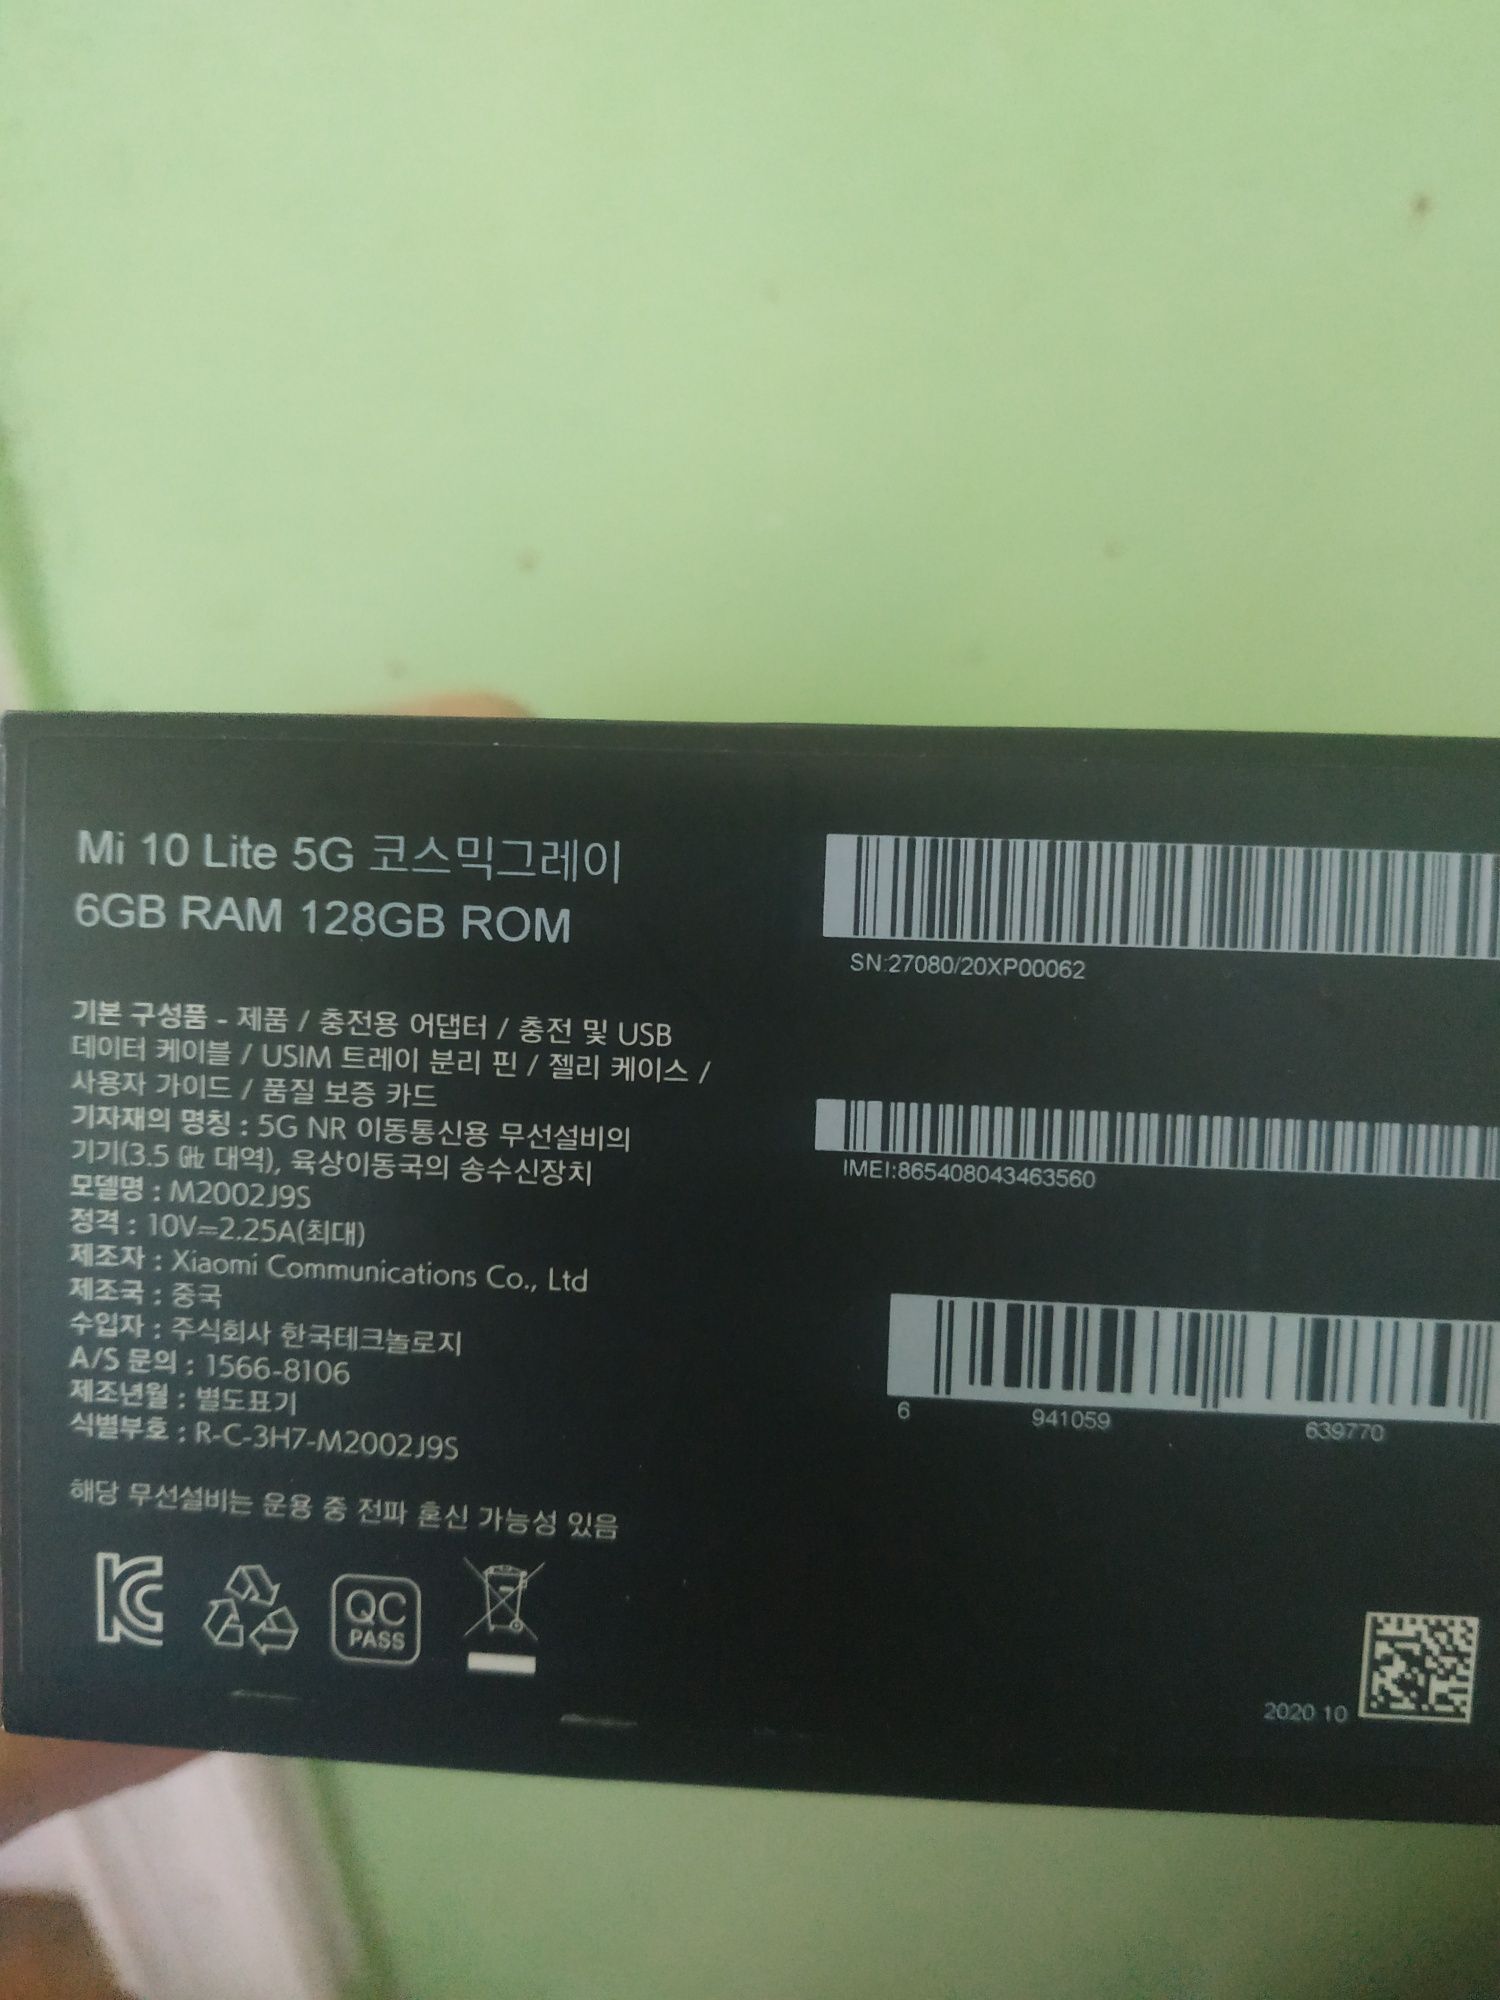 Mi 10 Lite 5G 코스믹그레이
6GB RAM 128GB ROM
기본 구성품 - 제품 / 충전용 어댑터 / 충전 및 USB
데이터 케이블 / USIM 트레이 분리 핀 / 젤리 케이스 /
사용자 가이드 / 품질 보증 카드
기자재의 명칭 : 5G NR 이동통신용 무선설비의
기기(3.5 ㎓ 대역), 육상이동국의 송수신장치
모델명 : M2002J9S
정격 : 10V⎓2.25A(최대)
제조자 : Xiaomi Communications Co., Ltd
제조국 : 중국
수입자 : 주식회사 한국테크놀로지
A/S 문의 : 1566-8106
제조년월 : 별도표기
식별부호 : R-C-3H7-M2002J9S
해당 무선설비는 운용 중 전파 혼신 가능성 있음
QC
PASS
SN:27080/20XP00062
IMEI:865408043463560
6 941059 639770
2020 10